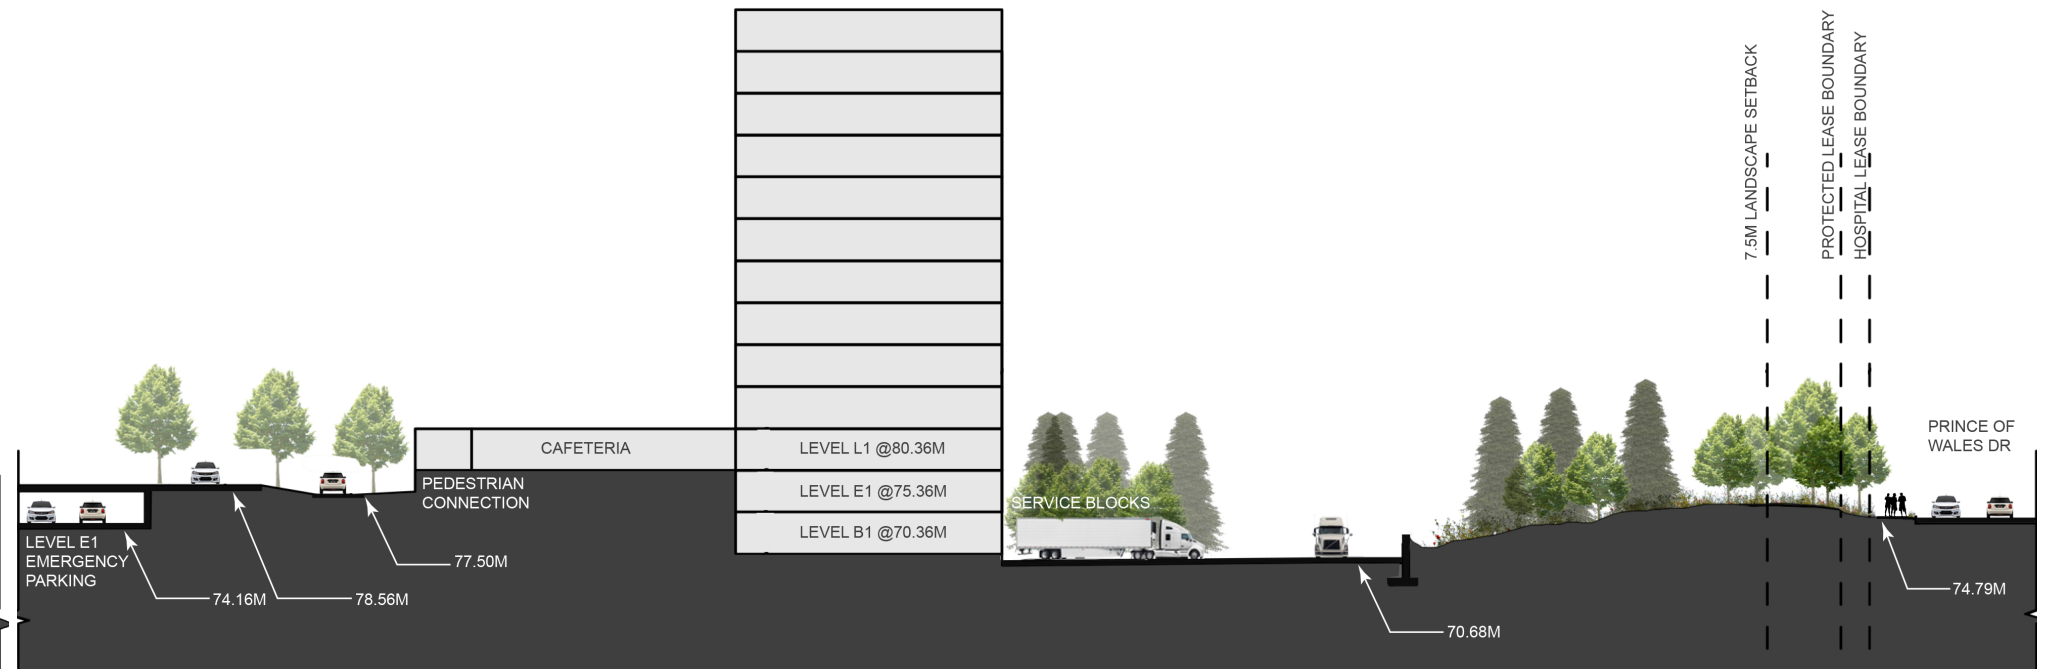 7.5M LANDSCAPE SETBACK
PROTECTED LEASE BOUNDARY
HOSPITAL LEASE BOUNDARY
PRINCE OF
WALES DR
CAFETERIA
LEVEL L1 @80.36M
PEDESTRIAN
CONNECTION
LEVEL E1 @75.36M
SERVICE BLOCKS
LEVEL B1 @70.36M
LEVEL E1
EMERGENCY
PARKING
77.50M
74.16M
78.56M
74.79M
70.68M